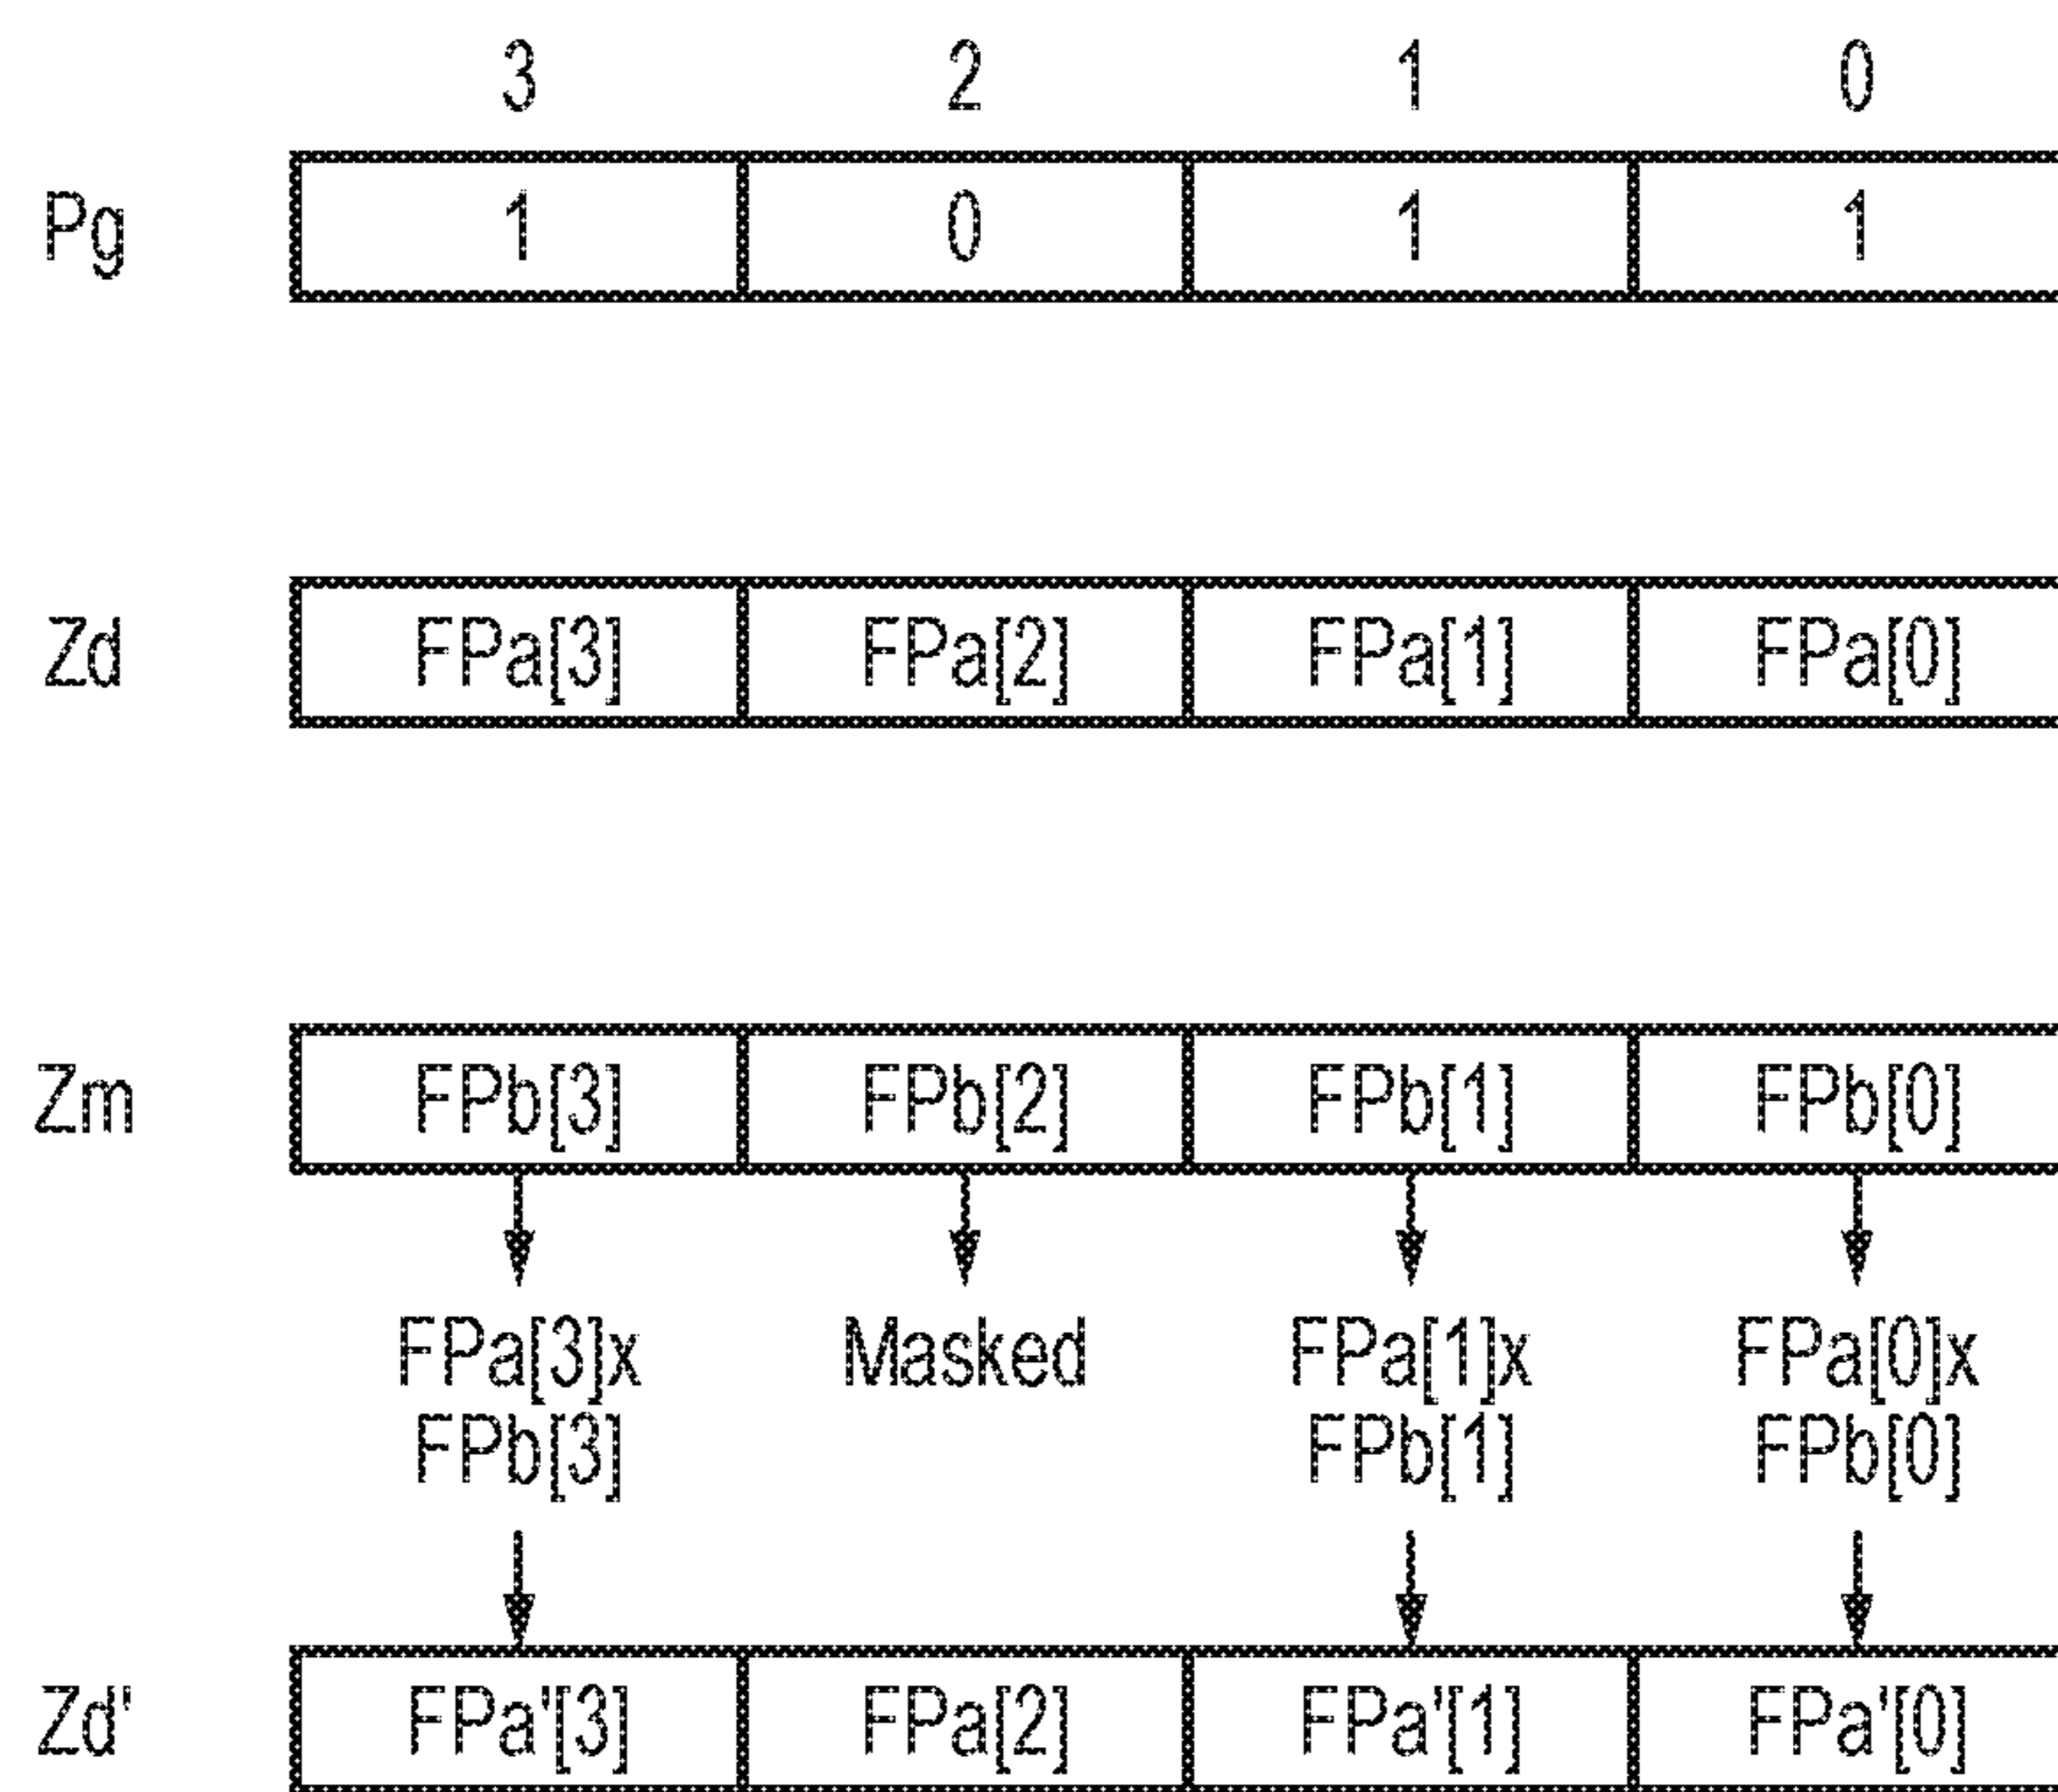 3 2 1 0
Pg 1 0 1 1
Zd FPa[3] FPa[2] FPa[1] FPa[0]
Zm FPb[3] FPb[2] FPb[1] FPb[0]
FPa[3]x Masked FPa[1]x FPa[0]x
FPb[3] FPb[1] FPb[0]
Zd' FPa'[3] FPa[2] FPa'[1] FPa'[0]